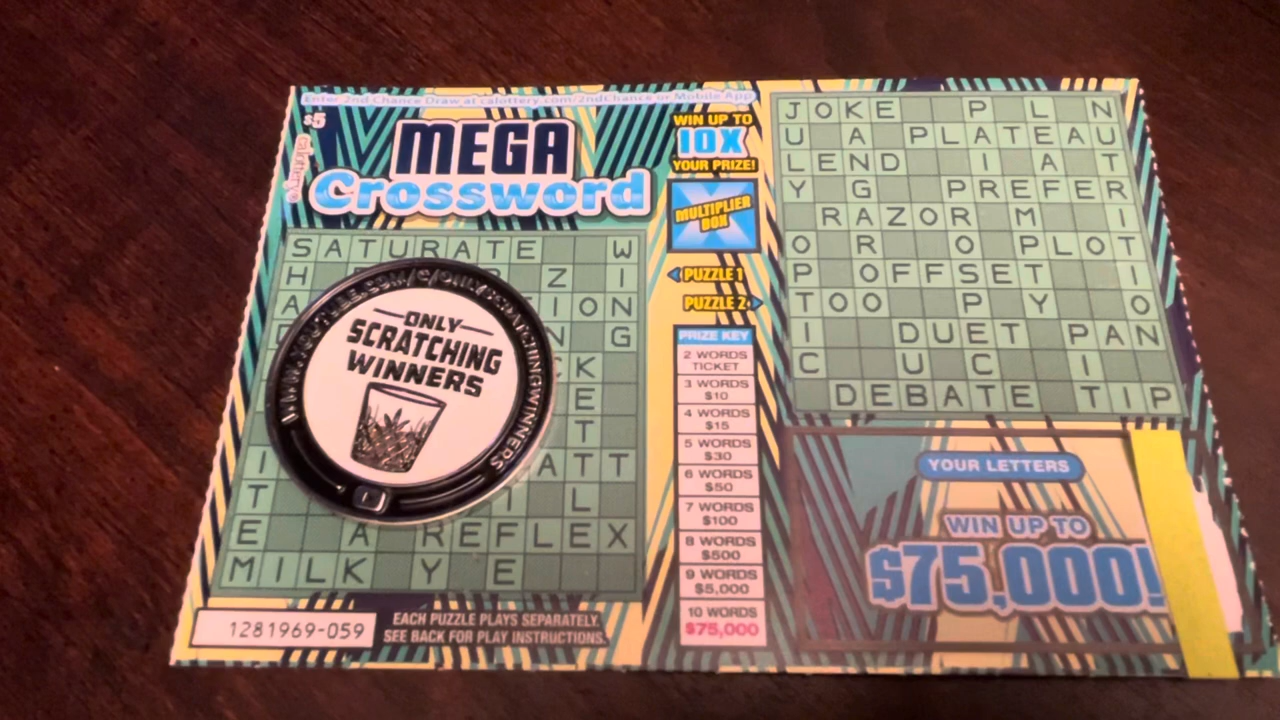 Enter 2nd Chance Draw at calottery.com/2ndChance or Mobile App
$5
calottery
MEGA
Crossword
WIN UP TO
10X
YOUR PRIZE!
MULTIPLIER
BOX
PUZZLE 1
PUZZLE 2
PRIZE KEY
2 WORDS
TICKET
3 WORDS
$10
4 WORDS
$15
5 WORDS
$30
6 WORDS
$50
7 WORDS
$100
8 WORDS
$500
9 WORDS
$5,000
10 WORDS
$75,000
SATURATE W
H Z I
A ION N
N G
CK
E
T
I ATT
T I L
E A REFLEX
MILK Y E
ONLY
SCRATCHING
WINNERS
1281969-059
EACH PUZZLE PLAYS SEPARATELY.
SEE BACK FOR PLAY INSTRUCTIONS.
JOKE P L N
U A PLATEAU
LEND I A T
Y G PREFER
RAZOR M I
O R O PLOT
P OFFSET I
TOO P Y O
I DUET PAN
C U C I
DEBATE TIP
YOUR LETTERS
WIN UP TO
$75,000!